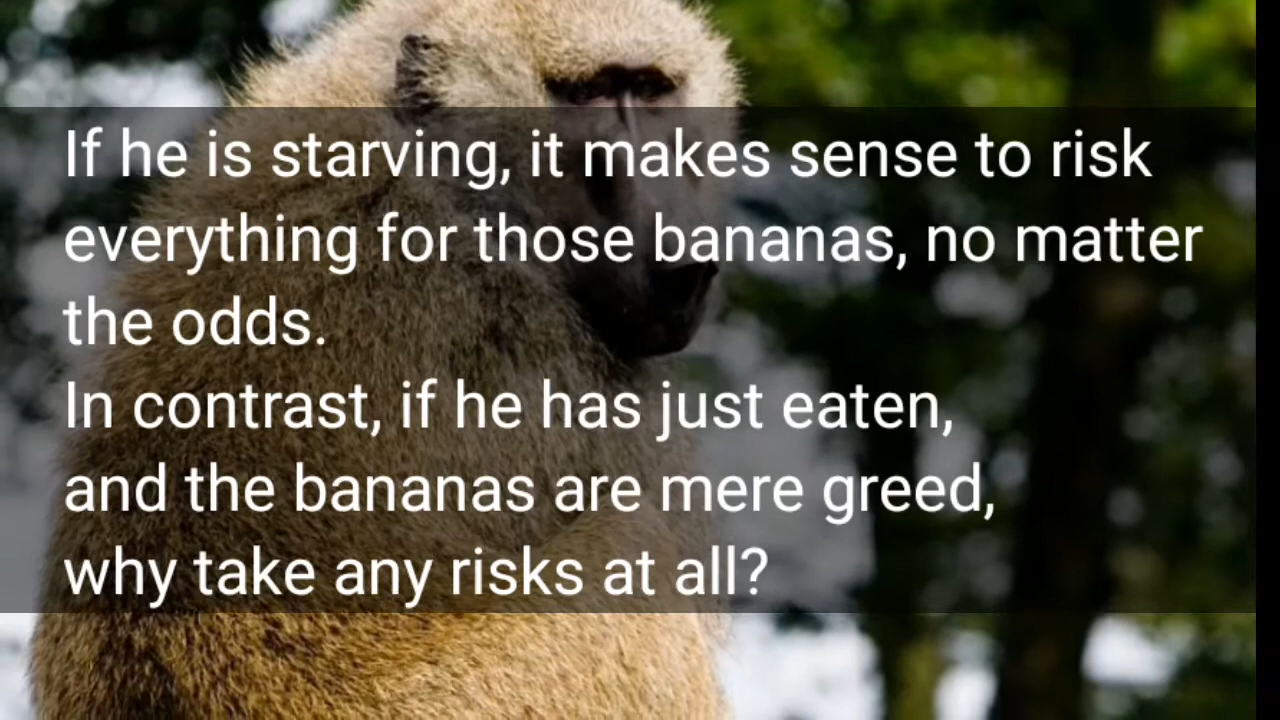 If he is starving, it makes sense to risk
everything for those bananas, no matter
the odds.
In contrast, if he has just eaten,
and the bananas are mere greed,
why take any risks at all?